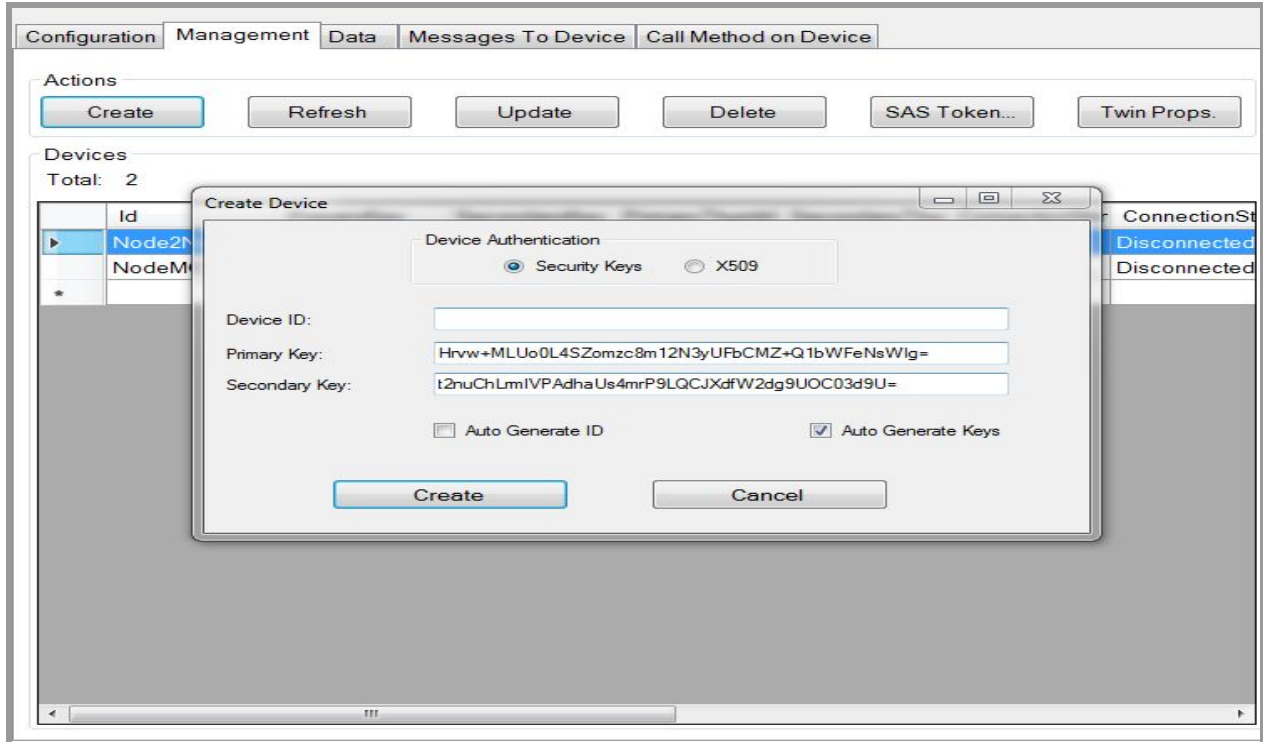 Configuration Management Data Messages To Device Call Method on Device
Actions
Create Refresh Update Delete SAS Token... Twin Props.
Devices
Total: 2
Id ConnectionSt
Node2N Disconnected
NodeM Disconnected
Create Device
Device Authentication
Security Keys X509
Device ID:
Primary Key: Hrvw+MLUo0L4SZomzc8m12N3yUFbCMZ+Q1bWFeNsWIg=
Secondary Key: t2nuChLmIVPAdhaUs4mrP9LQCJXdfW2dg9UOC03d9U=
Auto Generate ID Auto Generate Keys
Create Cancel